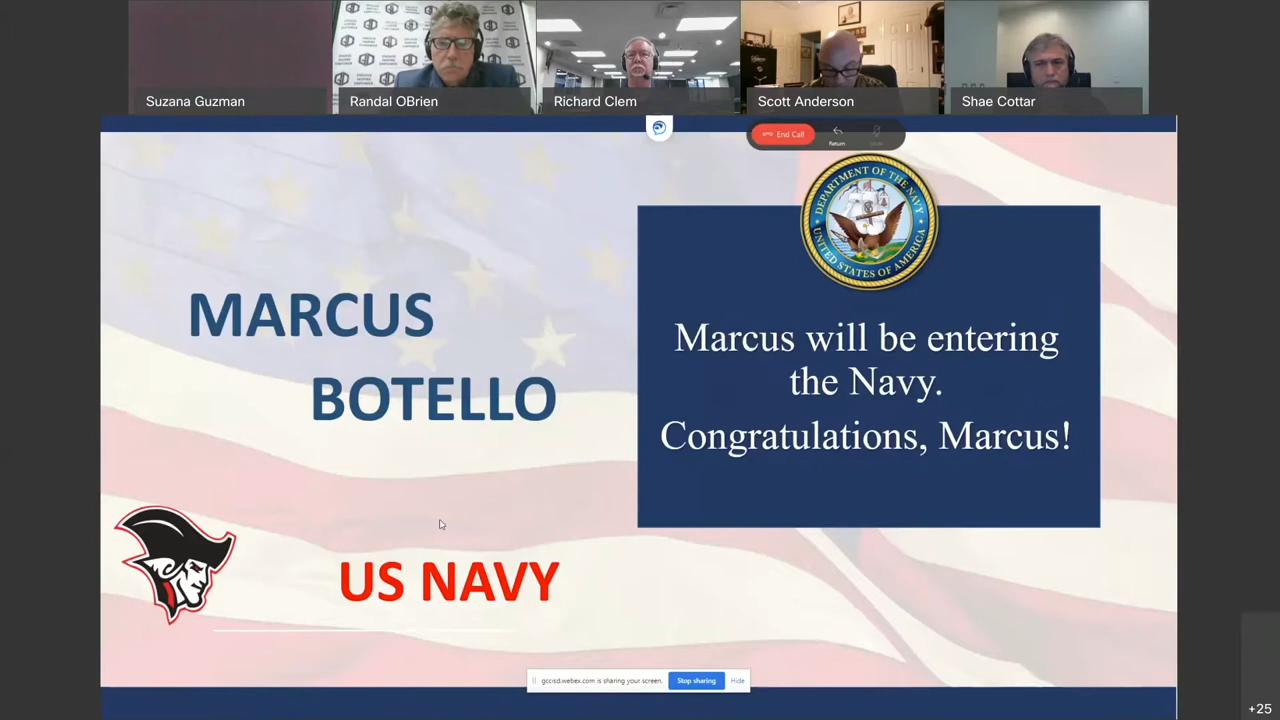 Suzana Guzman
Randal OBrien
Richard Clem
Scott Anderson
Shae Cottar
End Call
Return
DEPARTMENT OF THE NAVY
UNITED STATES OF AMERICA
MARCUS
BOTELLO
Marcus will be entering
the Navy.
Congratulations, Marcus!
US NAVY
gccisd.webex.com is sharing your screen.
Stop sharing
Hide
+25